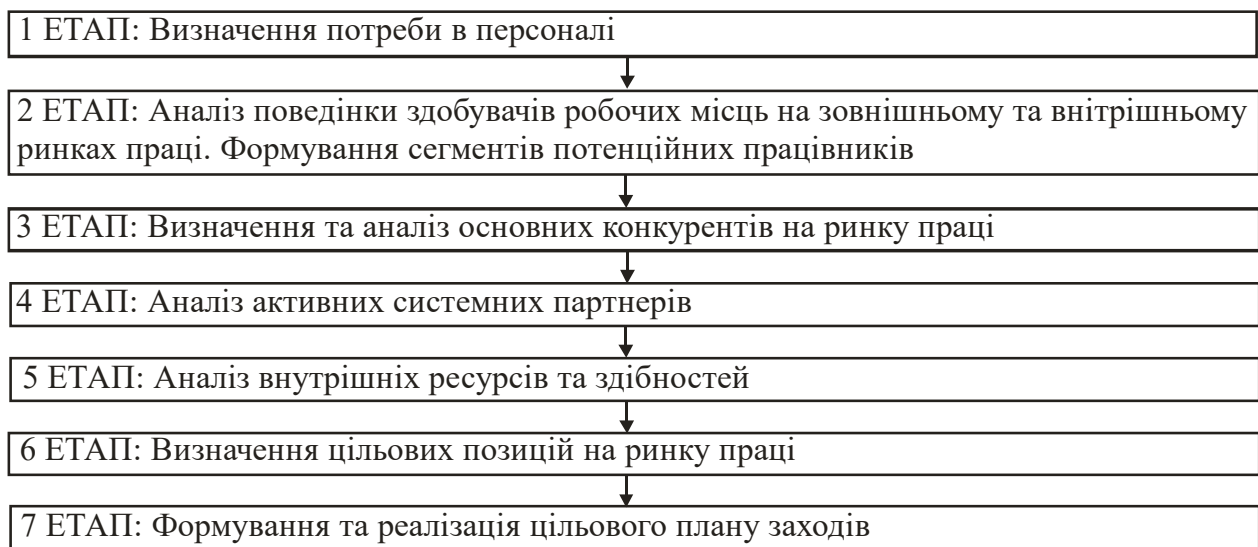 1 ЕТАП: Визначення потреби в персоналі
2 ЕТАП: Аналіз поведінки здобувачів робочих місць на зовнішньому та внітрішньому
ринках праці. Формування сегментів потенційних працівників
3 ЕТАП: Визначення та аналіз основних конкурентів на ринку праці
4 ЕТАП: Аналіз активних системних партнерів
5 ЕТАП: Аналіз внутрішніх ресурсів та здібностей
6 ЕТАП: Визначення цільових позицій на ринку праці
7 ЕТАП: Формування та реалізація цільового плану заходів